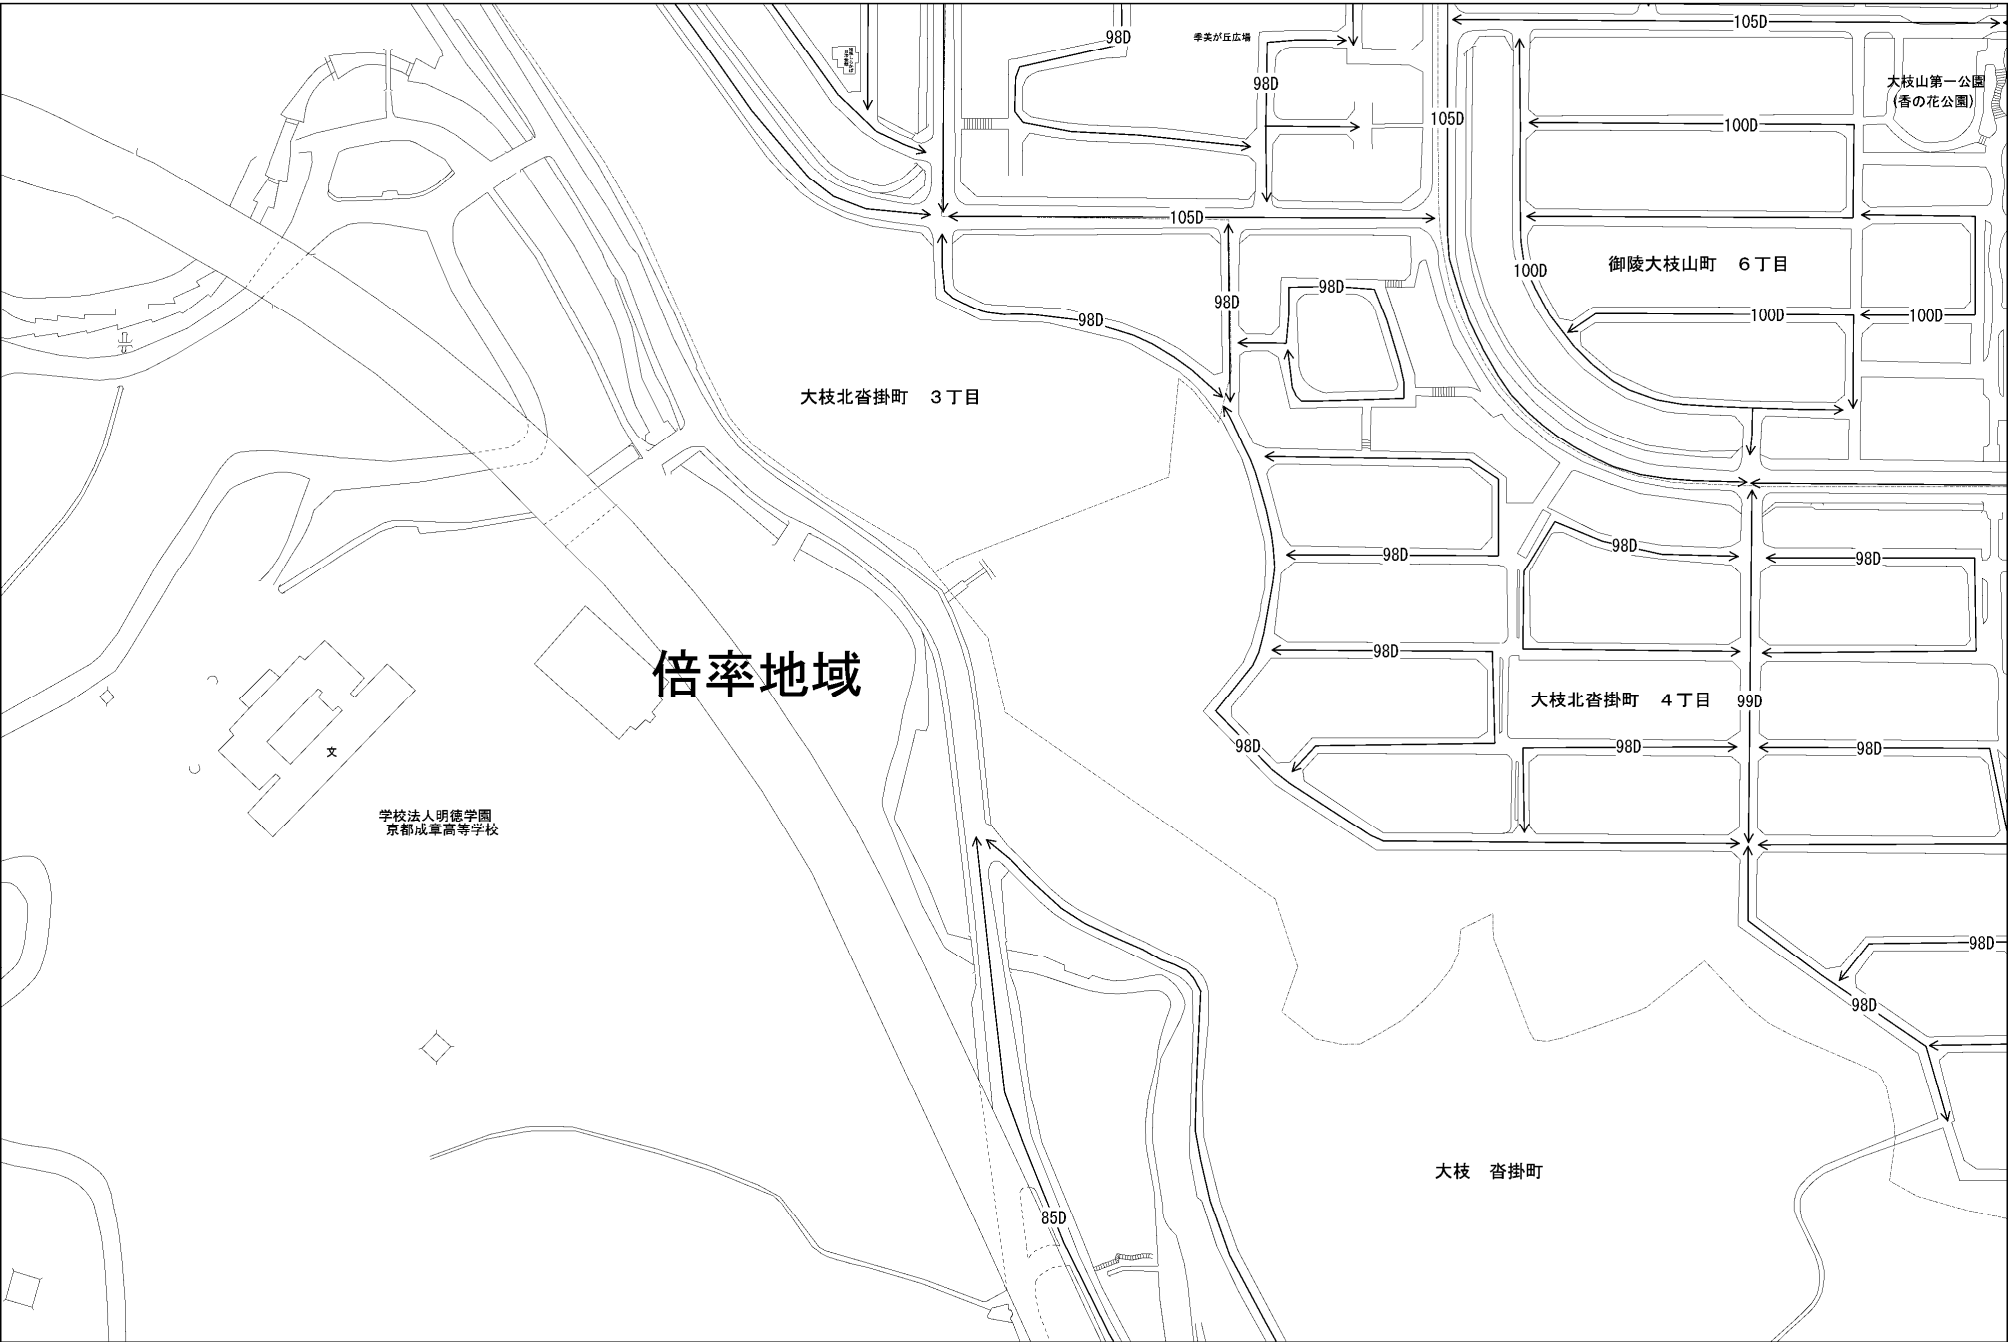 105D
98D
季美が丘広場
98D
大枝山第一公園
(香の花公園)
105D
100D
105D
御陵大枝山町　６丁目
100D
98D
98D
98D
100D
100D
大枝北沓掛町　３丁目
98D
98D
98D
98D
98D
倍率地域
大枝北沓掛町　４丁目
99D
98D
98D
98D
文
学校法人明徳学園
京都成章高等学校
98D
98D
大枝　沓掛町
85D